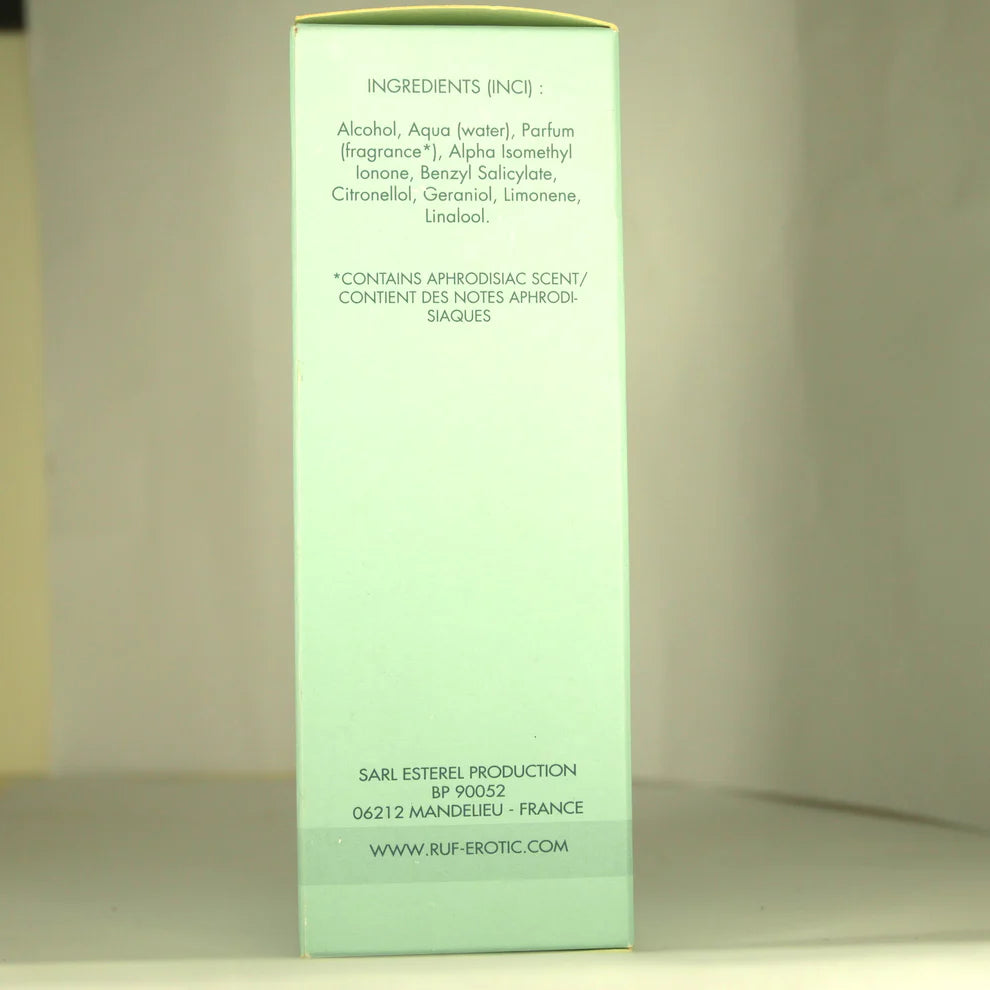 INGREDIENTS (INCI) :
Alcohol, Aqua (water), Parfum
(fragrance*), Alpha Isomethyl
Ionone, Benzyl Salicylate,
Citronellol, Geraniol, Limonene,
Linalool.
*CONTAINS APHRODISIAC SCENT/
CONTIENT DES NOTES APHRODI-
SIAQUES
SARL ESTEREL PRODUCTION
BP 90052
06212 MANDELIEU - FRANCE
WWW.RUF-EROTIC.COM